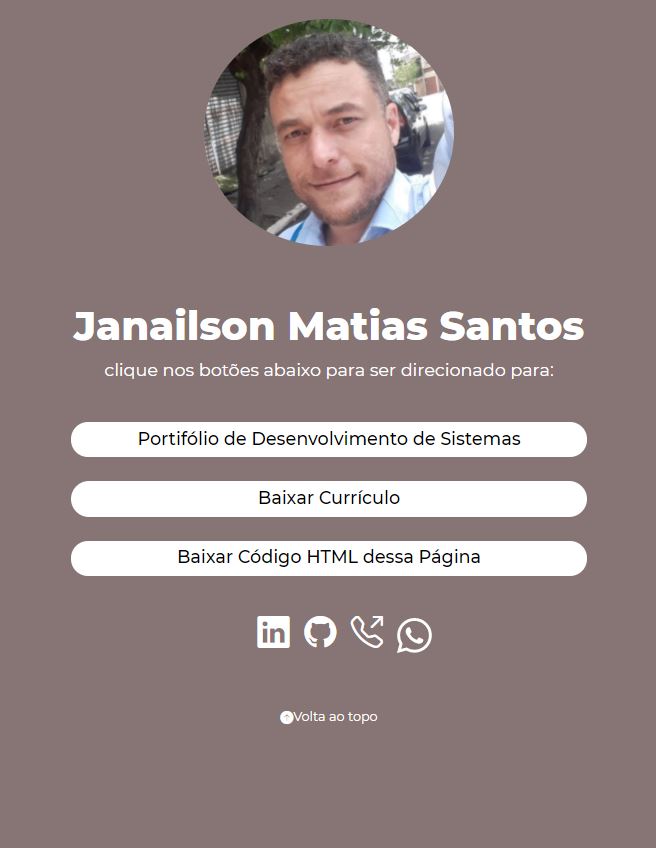 Janailson Matias Santos
clique nos botões abaixo para ser direcionado para:
Portifólio de Desenvolvimento de Sistemas
Baixar Currículo
Baixar Código HTML dessa Página
in
Volta ao topo